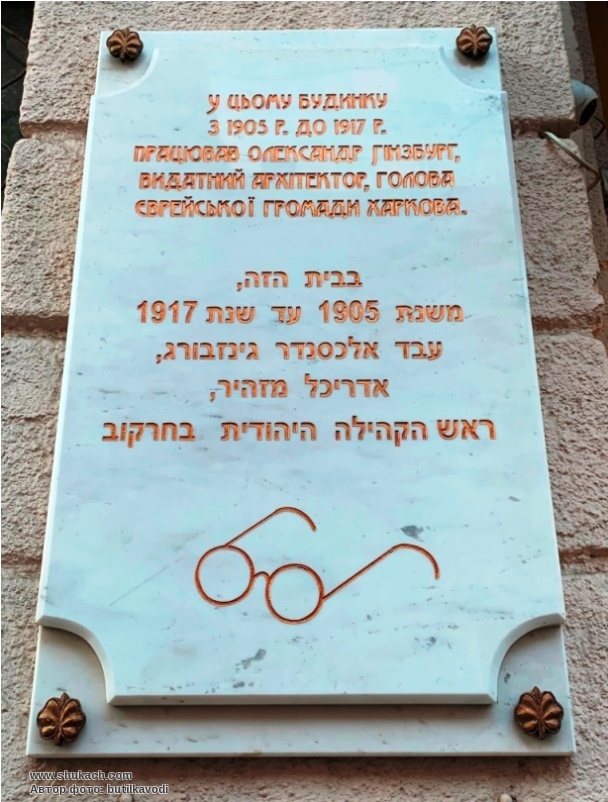 У ЦЬОМУ БУДИНКУ
З 1905 Р. ДО 1917 Р.
ПРАЦЮВАВ ОЛЕКСАНДР ГІНЗБУРГ,
ВИДАТНИЙ АРХІТЕКТОР, ГОЛОВА
ЄВРЕЙСЬКОЇ ГРОМАДИ ХАРКОВА.
בבית הזה,
משנת 1905 עד שנת 1917
עבד אלכסנדר גינזבורג,
אדריכל מזהיר,
ראש הקהילה היהודית בחרקוב
www.shukach.com
Автор фото: butilkavodi